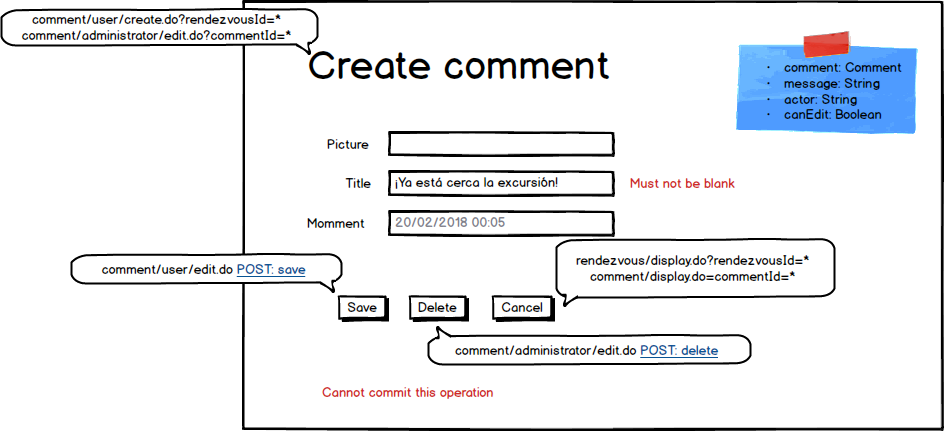 comment/user/create.do?rendezvousId=*
comment/administrator/edit.do?commentId=*
Create comment
· comment: Comment
· message: String
· actor: String
· canEdit: Boolean
Picture
Title ¡Ya está cerca la excursión! Must not be blank
Momment 20/02/2018 00:05
rendezvous/display.do?rendezvousId=*
comment/display.do=commentId=*
comment/user/edit.do POST: save
Save Delete Cancel
comment/administrator/edit.do POST: delete
Cannot commit this operation